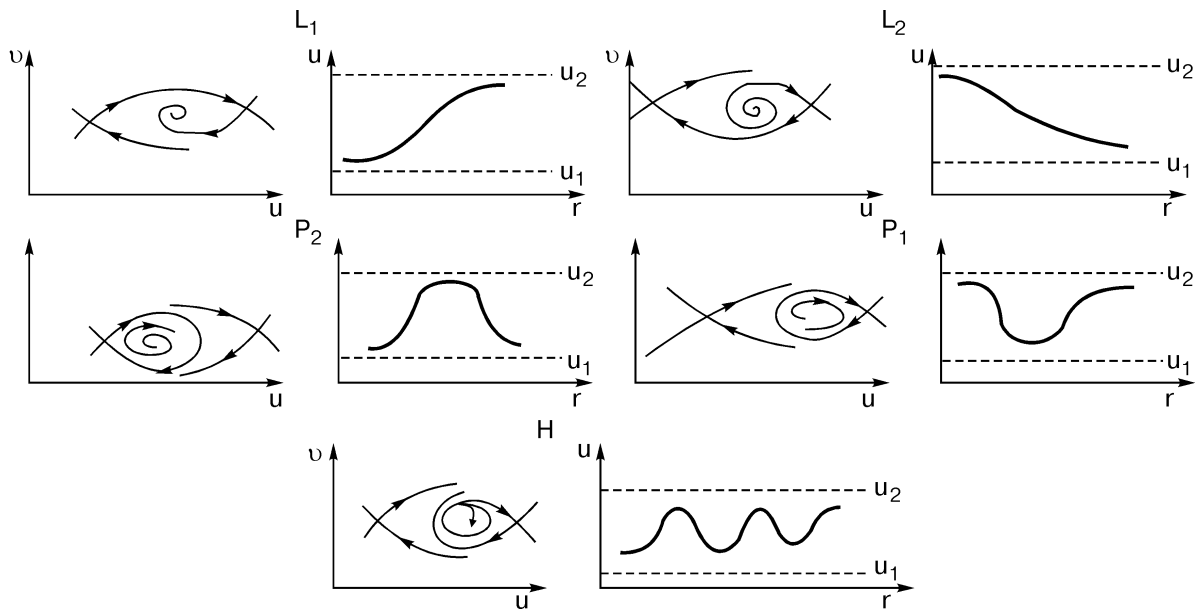 L₁ L₂
υ u u₂ υ u u₂
u₁ u₁
u r u r
P₂ P₁
u₂ u₂
u₁ u₁
u r u r
H
υ u u₂
u₁
u r